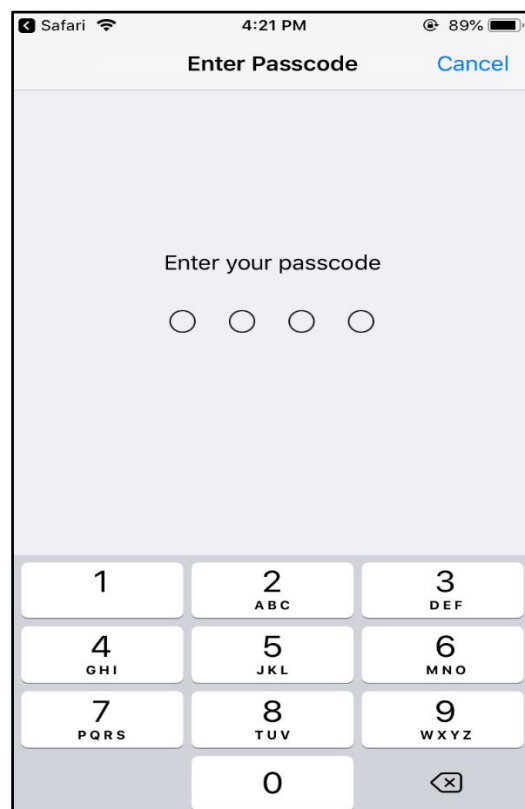 Safari 4:21 PM 89%
Enter Passcode Cancel
Enter your passcode
1 2 3
ABC DEF
4 5 6
GHI JKL MNO
7 8 9
PQRS TUV WXYZ
0